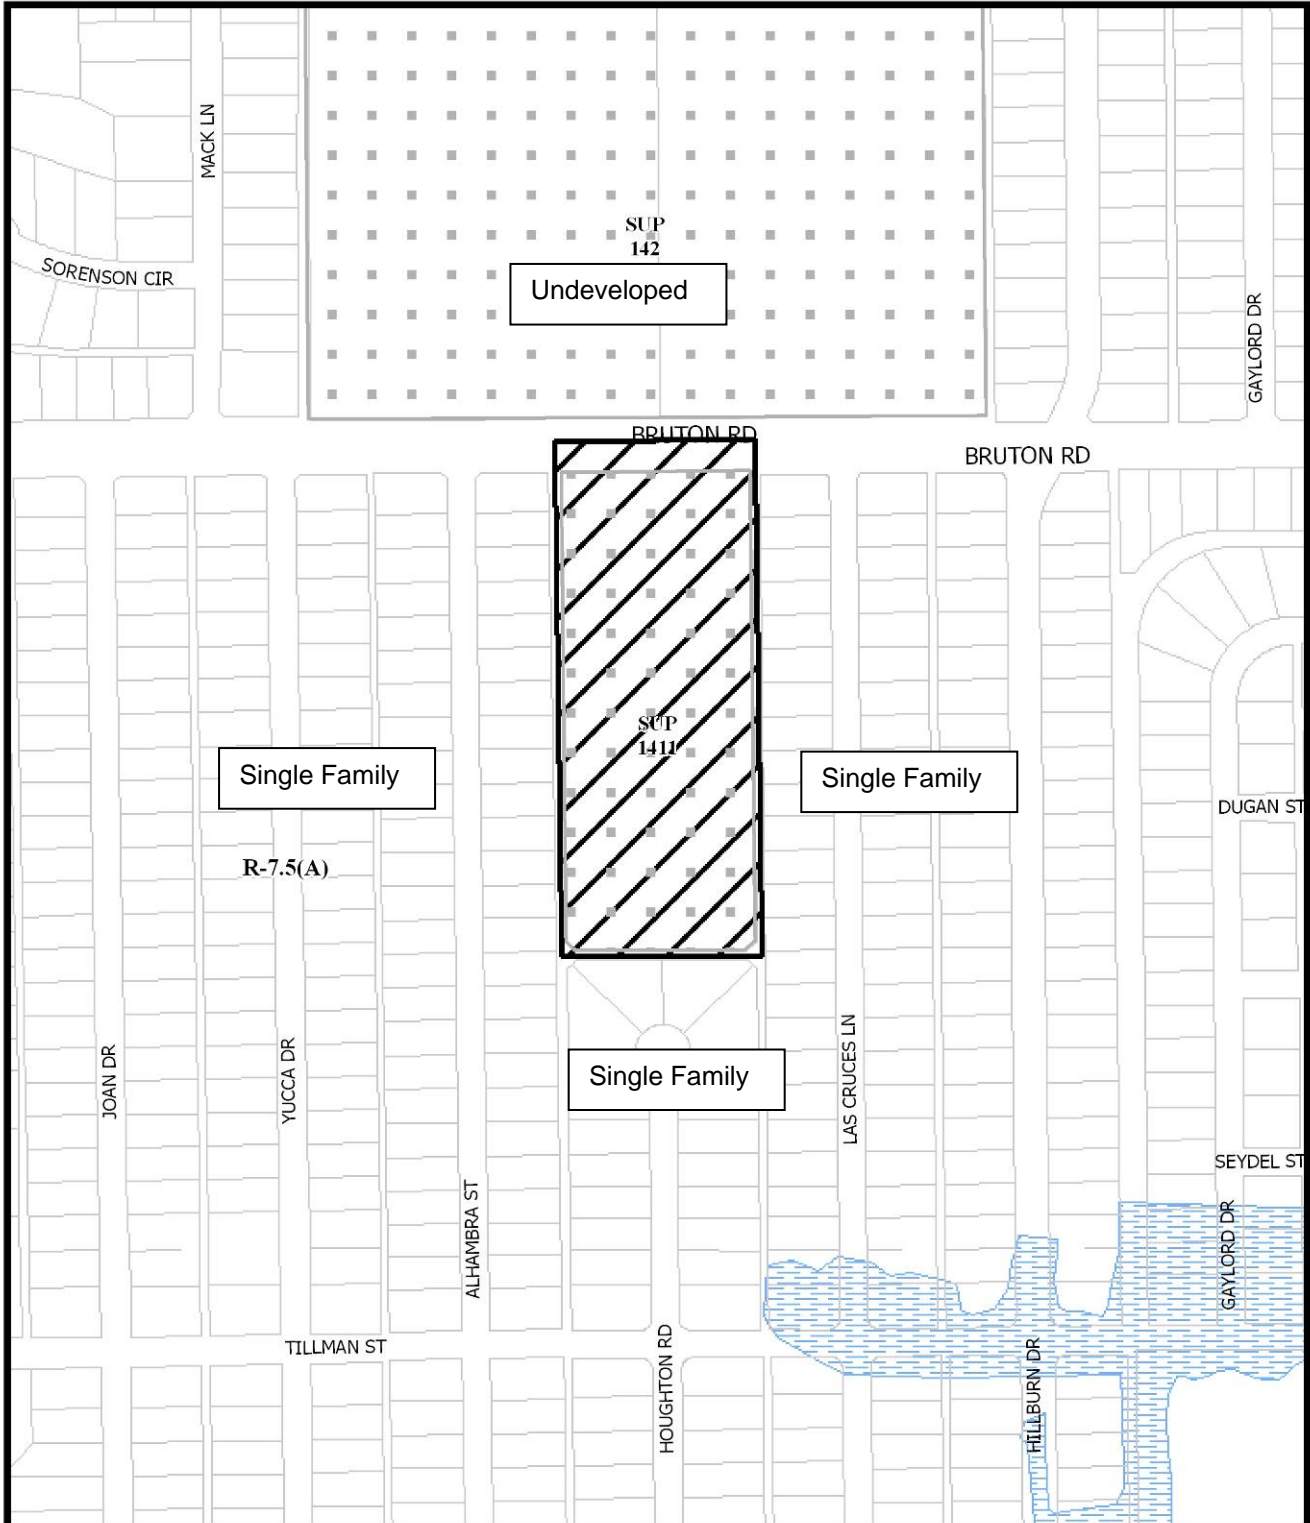 MACK LN
SUP
142
SORENSON CIR
Undeveloped
GAYLORD DR
BRUTON RD
BRUTON RD
SUP
1411
Single Family
Single Family
DUGAN ST
R-7.5(A)
JOAN DR
YUCCA DR
LAS CRUCES LN
Single Family
SEYDEL ST
ALHAMBRA ST
GAYLORD DR
TILLMAN ST
HOUGHTON RD
HILLBURN DR